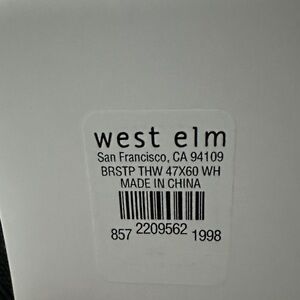 west elm
San Francisco, CA 94109
BRSTP THW 47X60 WH
MADE IN CHINA
857 2209562 1998